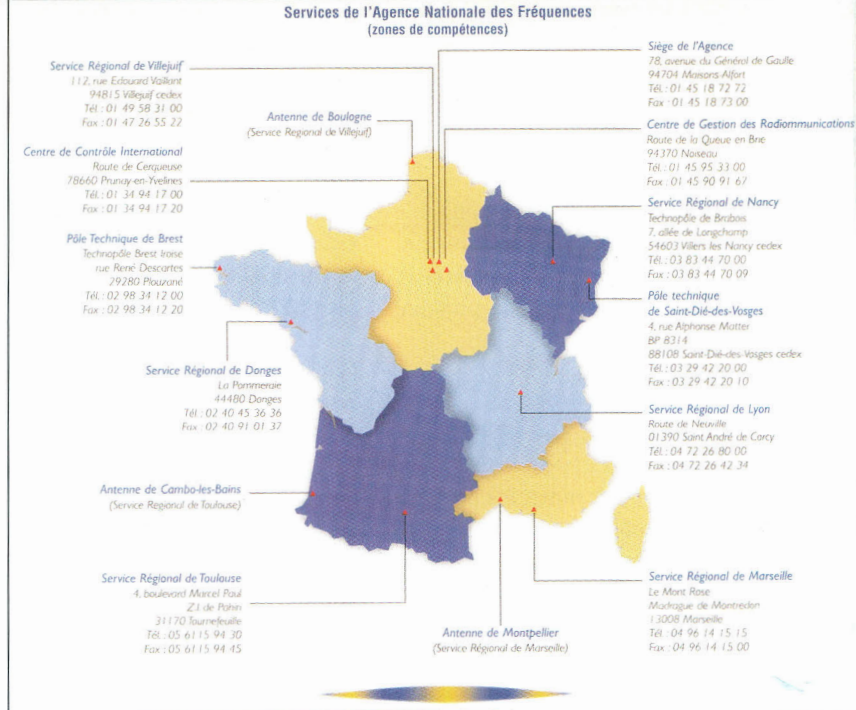 Services de l'Agence Nationale des Fréquences
(zones de compétences)
Service Régional de Villejuif
112, rue Edouard Vaillant
94815 Villejuif cedex
Tél. : 01 49 58 31 00
Fax : 01 47 26 55 22
Antenne de Boulogne
(Service Regional de Villejuif)
Centre de Contrôle International
Route de Cerqueuse
78660 Prunay-en-Yvelines
Tél. : 01 34 94 17 00
Fax : 01 34 94 17 20
Pôle Technique de Brest
Technopôle Brest Iroise
rue René Descartes
29280 Plouzané
Tél. : 02 98 34 12 00
Fax : 02 98 34 12 20
Service Régional de Donges
La Pommeraie
44480 Donges
Tél. : 02 40 45 36 36
Fax : 02 40 91 01 37
Antenne de Cambo-les-Bains
(Service Regional de Toulouse)
Service Régional de Toulouse
4, boulevard Marcel Paul
Z.I. de Pahin
31170 Tournefeuille
Tél. : 05 61 15 94 30
Fax : 05 61 15 94 45
Siège de l'Agence
78, avenue du Général de Gaulle
94704 Maisons-Alfort
Tél. : 01 45 18 72 72
Fax : 01 45 18 73 00
Centre de Gestion des Radiommunications
Route de la Queue en Brie
94370 Noiseau
Tél. : 01 45 95 33 00
Fax : 01 45 90 91 67
Service Régional de Nancy
Technopôle de Brabois
7, allée de Longchamp
54603 Villers les Nancy cedex
Tél. : 03 83 44 70 00
Fax : 03 83 44 70 09
Pôle technique
de Saint-Dié-des-Vosges
4, rue Alphonse Matter
BP 8314
88108 Saint-Dié-des-Vosges cedex
Tél. : 03 29 42 20 00
Fax : 03 29 42 20 10
Service Régional de Lyon
Route de Neuville
01390 Saint André de Corcy
Tél. : 04 72 26 80 00
Fax : 04 72 26 42 34
Service Régional de Marseille
Le Mont Rose
Madrague de Montredon
13008 Marseille
Tél. : 04 96 14 15 15
Fax : 04 96 14 15 00
Antenne de Montpellier
(Service Régional de Marseille)